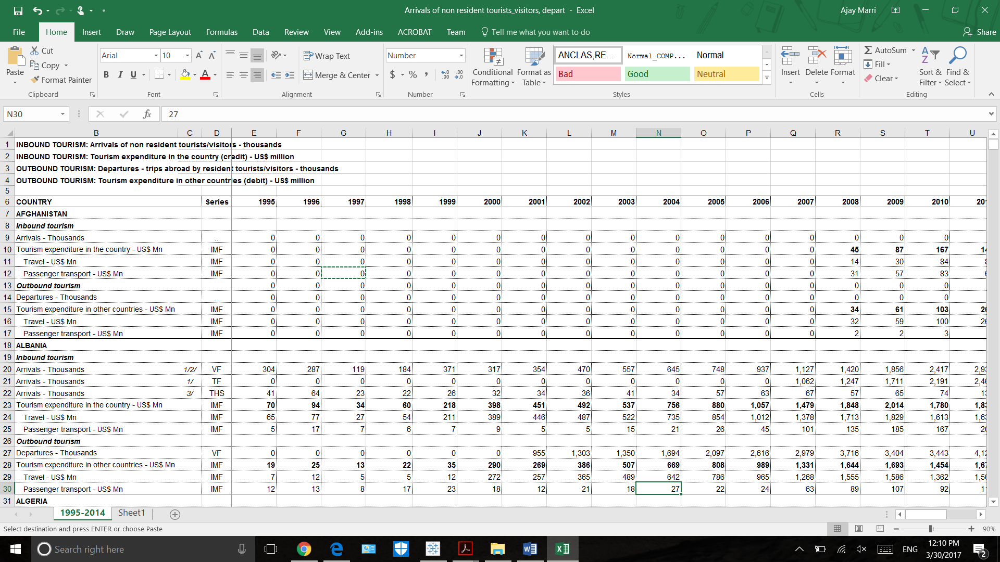 Arrivals of non resident tourists_visitors, depart - Excel
Ajay Marri
File Home Insert Draw Page Layout Formulas Data Review View Add-ins ACROBAT Team Tell me what you want to do Share
Paste
Cut
Copy
Format Painter
Clipboard
Arial 10
B I U
Font
Wrap Text
Merge & Center
Alignment
Number
$ % ,
Number
Conditional Formatting
Format as Table
ANCLAS,RE... Normal_COMP... Normal
Bad Good Neutral
Styles
Insert Delete Format
Cells
AutoSum
Fill
Clear
Sort & Filter
Find & Select
Editing
N30 fx 27
B C D E F G H I J K L M N O P Q R S T U
1 INBOUND TOURISM: Arrivals of non resident tourists/visitors - thousands
2 INBOUND TOURISM: Tourism expenditure in the country (credit) - US$ million
3 OUTBOUND TOURISM: Departures - trips abroad by resident tourists/visitors - thousands
4 OUTBOUND TOURISM: Tourism expenditure in other countries (debit) - US$ million
5
6 COUNTRY Series 1995 1996 1997 1998 1999 2000 2001 2002 2003 2004 2005 2006 2007 2008 2009 2010
7 AFGHANISTAN
8 Inbound tourism
9 Arrivals - Thousands .. 0 0 0 0 0 0 0 0 0 0 0 0 0 0 0 0
10 Tourism expenditure in the country - US$ Mn IMF 0 0 0 0 0 0 0 0 0 0 0 0 0 45 87 167
11 Travel - US$ Mn IMF 0 0 0 0 0 0 0 0 0 0 0 0 0 14 30 84
12 Passenger transport - US$ Mn IMF 0 0 0 0 0 0 0 0 0 0 0 0 0 31 57 83
13 Outbound tourism 0 0 0 0 0 0 0 0 0 0 0 0 0 0 0 0
14 Departures - Thousands .. 0 0 0 0 0 0 0 0 0 0 0 0 0 0 0 0
15 Tourism expenditure in other countries - US$ Mn IMF 0 0 0 0 0 0 0 0 0 0 0 0 0 34 61 103
16 Travel - US$ Mn IMF 0 0 0 0 0 0 0 0 0 0 0 0 0 32 59 100
17 Passenger transport - US$ Mn IMF 0 0 0 0 0 0 0 0 0 0 0 0 0 2 2 3
18 ALBANIA
19 Inbound tourism
20 Arrivals - Thousands 1/2/ VF 304 287 119 184 371 317 354 470 557 645 748 937 1,127 1,420 1,856 2,417
21 Arrivals - Thousands 1/ TF 0 0 0 0 0 0 0 0 0 0 0 0 1,062 1,247 1,711 2,191
22 Arrivals - Thousands 3/ THS 41 64 23 22 26 32 34 36 41 34 57 63 67 57 65 74
23 Tourism expenditure in the country - US$ Mn IMF 70 94 34 60 218 398 451 492 537 756 880 1,057 1,479 1,848 2,014 1,780
24 Travel - US$ Mn IMF 65 77 27 54 211 389 446 487 522 735 854 1,012 1,378 1,713 1,829 1,613
25 Passenger transport - US$ Mn IMF 5 17 7 6 7 9 5 5 15 21 26 45 101 135 185 167
26 Outbound tourism
27 Departures - Thousands VF 0 0 0 0 0 0 955 1,303 1,350 1,694 2,097 2,616 2,979 3,716 3,404 3,443
28 Tourism expenditure in other countries - US$ Mn IMF 19 25 13 22 35 290 269 386 507 669 808 989 1,331 1,644 1,693 1,454
29 Travel - US$ Mn IMF 7 12 5 5 12 272 257 365 489 642 786 965 1,268 1,555 1,586 1,362
30 Passenger transport - US$ Mn IMF 12 13 8 17 23 18 12 21 18 27 22 24 63 89 107 92
31 ALGERIA
1995-2014 Sheet1
Select destination and press ENTER or choose Paste 90%
Search right here
ENG
12:10 PM
3/30/2017
2